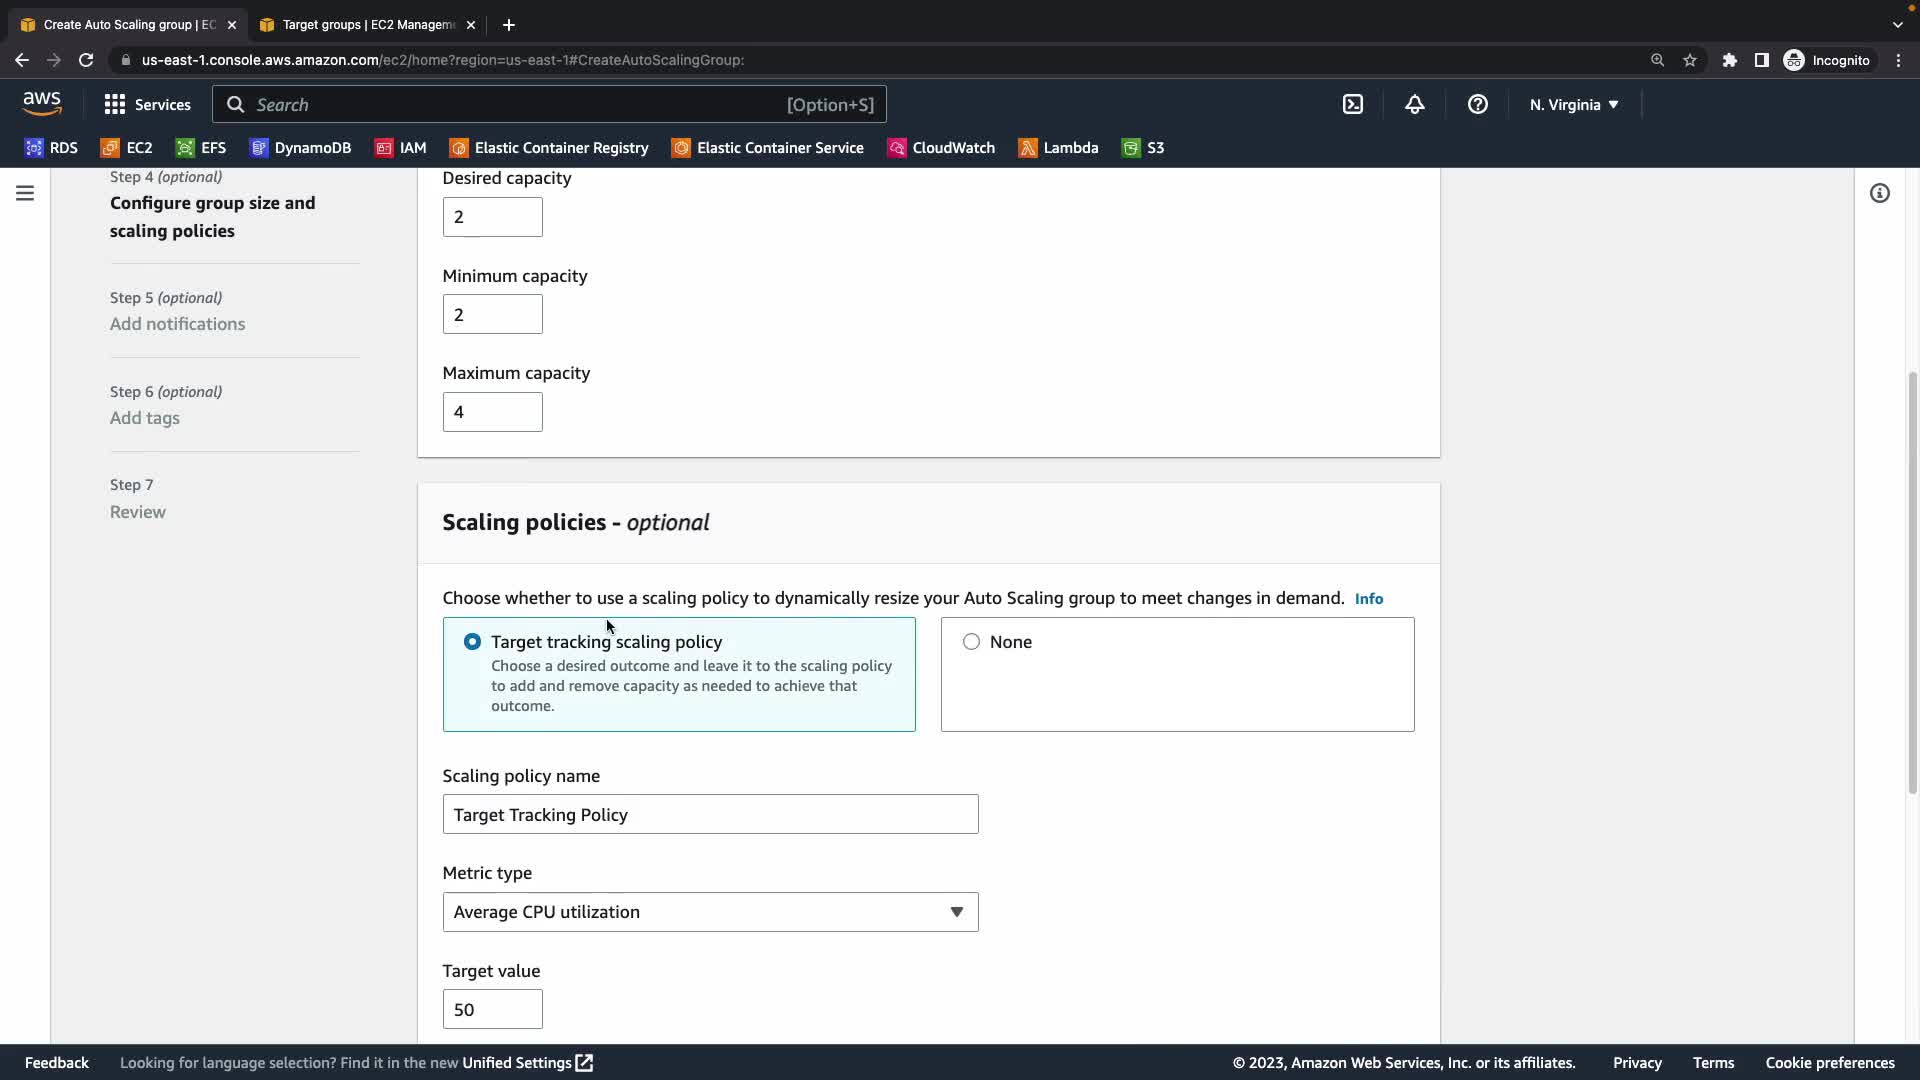 Create Auto Scaling group | EC
Target groups | EC2 Managem
us-east-1.console.aws.amazon.com/ec2/home?region=us-east-1#CreateAutoScalingGroup:
Incognito
aws
Services
Search
[Option+S]
N. Virginia
RDS
EC2
EFS
DynamoDB
IAM
Elastic Container Registry
Elastic Container Service
CloudWatch
Lambda
S3
Step 4 (optional)
Configure group size and
scaling policies
Step 5 (optional)
Add notifications
Step 6 (optional)
Add tags
Step 7
Review
Desired capacity
2
Minimum capacity
2
Maximum capacity
4
Scaling policies - optional
Choose whether to use a scaling policy to dynamically resize your Auto Scaling group to meet changes in demand. Info
Target tracking scaling policy
Choose a desired outcome and leave it to the scaling policy
to add and remove capacity as needed to achieve that
outcome.
None
Scaling policy name
Target Tracking Policy
Metric type
Average CPU utilization
Target value
50
Feedback
Looking for language selection? Find it in the new Unified Settings
© 2023, Amazon Web Services, Inc. or its affiliates.
Privacy
Terms
Cookie preferences